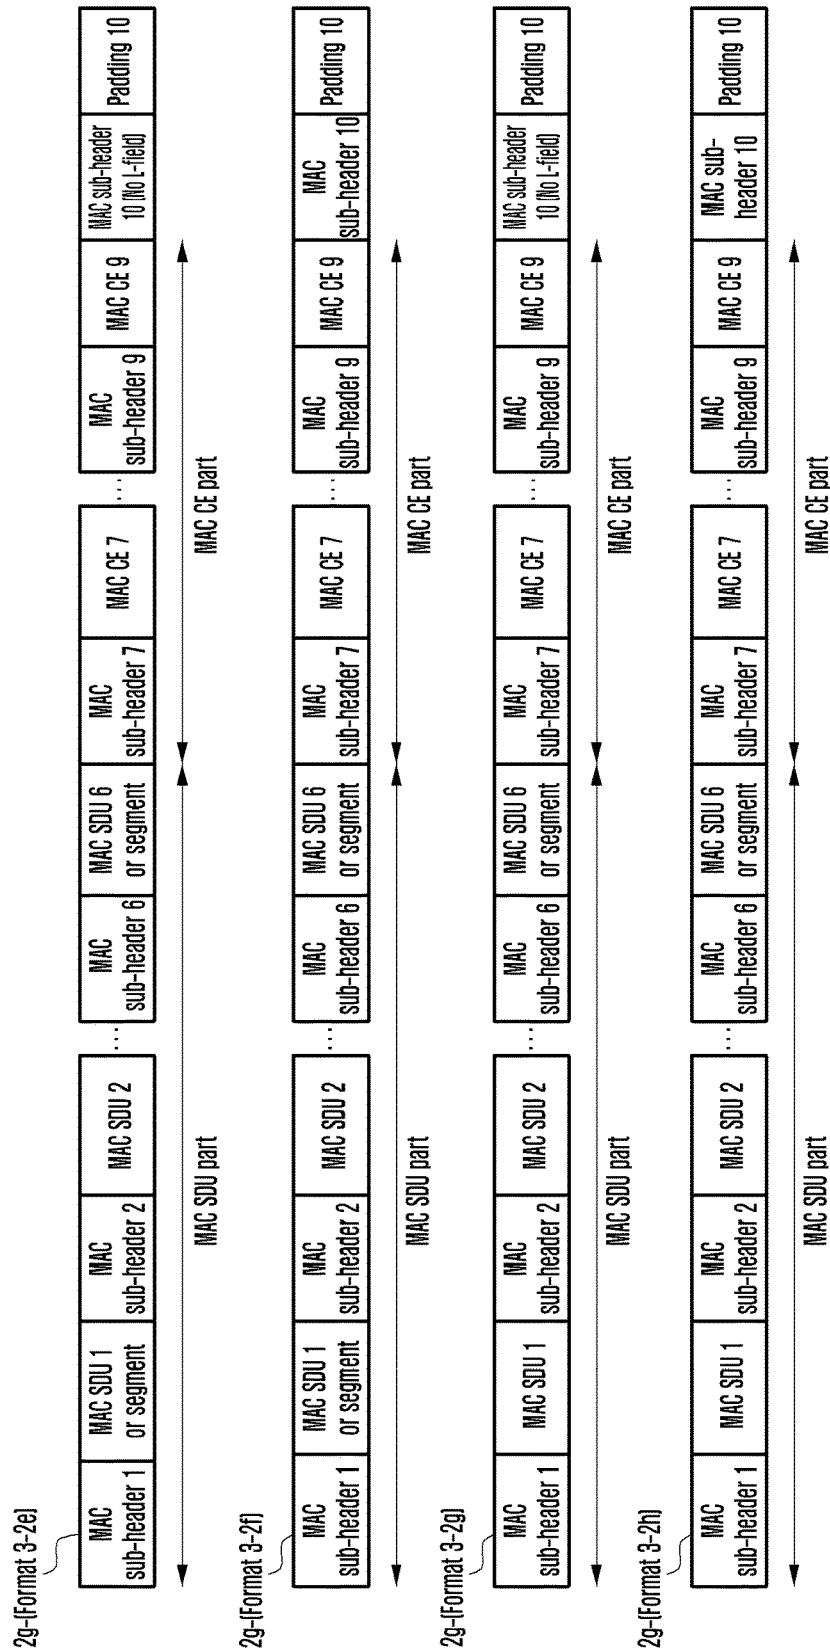 2g-(Format 3-2e)
MAC
sub-header 1
MAC SDU 1
or segment
MAC
sub-header 2
MAC SDU 2
...
MAC
sub-header 6
MAC SDU 6
or segment
MAC
sub-header 7
MAC CE 7
...
MAC
sub-header 9
MAC CE 9
MAC sub-header
10 (No L-field)
Padding 10
MAC SDU part
MAC CE part
2g-(Format 3-2f)
MAC
sub-header 1
MAC SDU 1
or segment
MAC
sub-header 2
MAC SDU 2
...
MAC
sub-header 6
MAC SDU 6
or segment
MAC
sub-header 7
MAC CE 7
...
MAC
sub-header 9
MAC CE 9
MAC
sub-header 10
Padding 10
MAC SDU part
MAC CE part
2g-(Format 3-2g)
MAC
sub-header 1
MAC SDU 1
MAC
sub-header 2
MAC SDU 2
...
MAC
sub-header 6
MAC SDU 6
or segment
MAC
sub-header 7
MAC CE 7
...
MAC
sub-header 9
MAC CE 9
MAC sub-header
10 (No L-field)
Padding 10
MAC SDU part
MAC CE part
2g-(Format 3-2h)
MAC
sub-header 1
MAC SDU 1
MAC
sub-header 2
MAC SDU 2
...
MAC
sub-header 6
MAC SDU 6
or segment
MAC
sub-header 7
MAC CE 7
...
MAC
sub-header 9
MAC CE 9
MAC sub-
header 10
Padding 10
MAC SDU part
MAC CE part